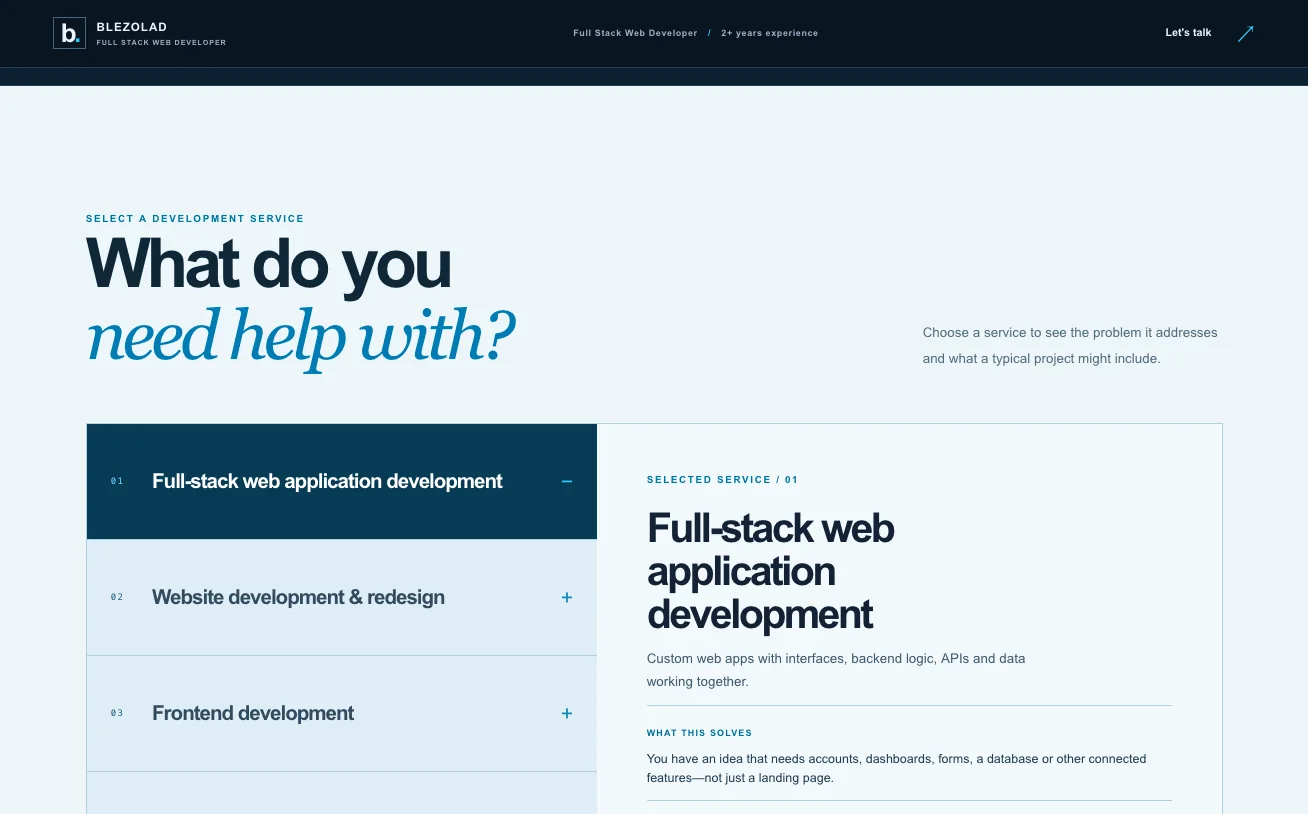 b.
BLEZOLAD
FULL STACK WEB DEVELOPER
Full Stack Web Developer / 2+ years experience
Let's talk
SELECT A DEVELOPMENT SERVICE
What do you
need help with?
Choose a service to see the problem it addresses
and what a typical project might include.
01 Full-stack web application development
02 Website development & redesign
03 Frontend development
SELECTED SERVICE / 01
Full-stack web
application
development
Custom web apps with interfaces, backend logic, APIs and data
working together.
WHAT THIS SOLVES
You have an idea that needs accounts, dashboards, forms, a database or other connected
features—not just a landing page.